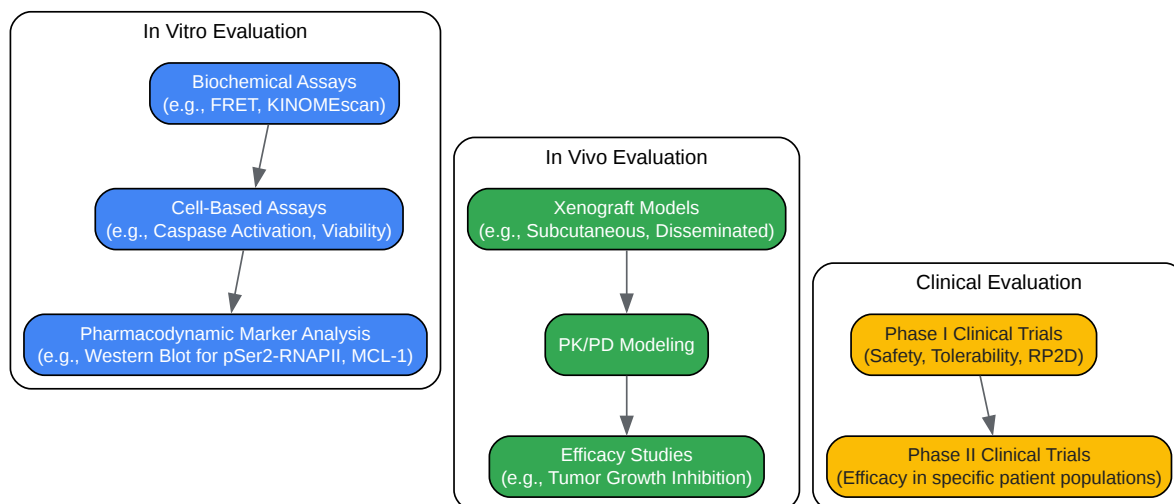 In Vitro Evaluation
Biochemical Assays
(e.g., FRET, KINOMEscan)
Cell-Based Assays
(e.g., Caspase Activation, Viability)
Pharmacodynamic Marker Analysis
(e.g., Western Blot for pSer2-RNAPII, MCL-1)
In Vivo Evaluation
Xenograft Models
(e.g., Subcutaneous, Disseminated)
PK/PD Modeling
Efficacy Studies
(e.g., Tumor Growth Inhibition)
Clinical Evaluation
Phase I Clinical Trials
(Safety, Tolerability, RP2D)
Phase II Clinical Trials
(Efficacy in specific patient populations)